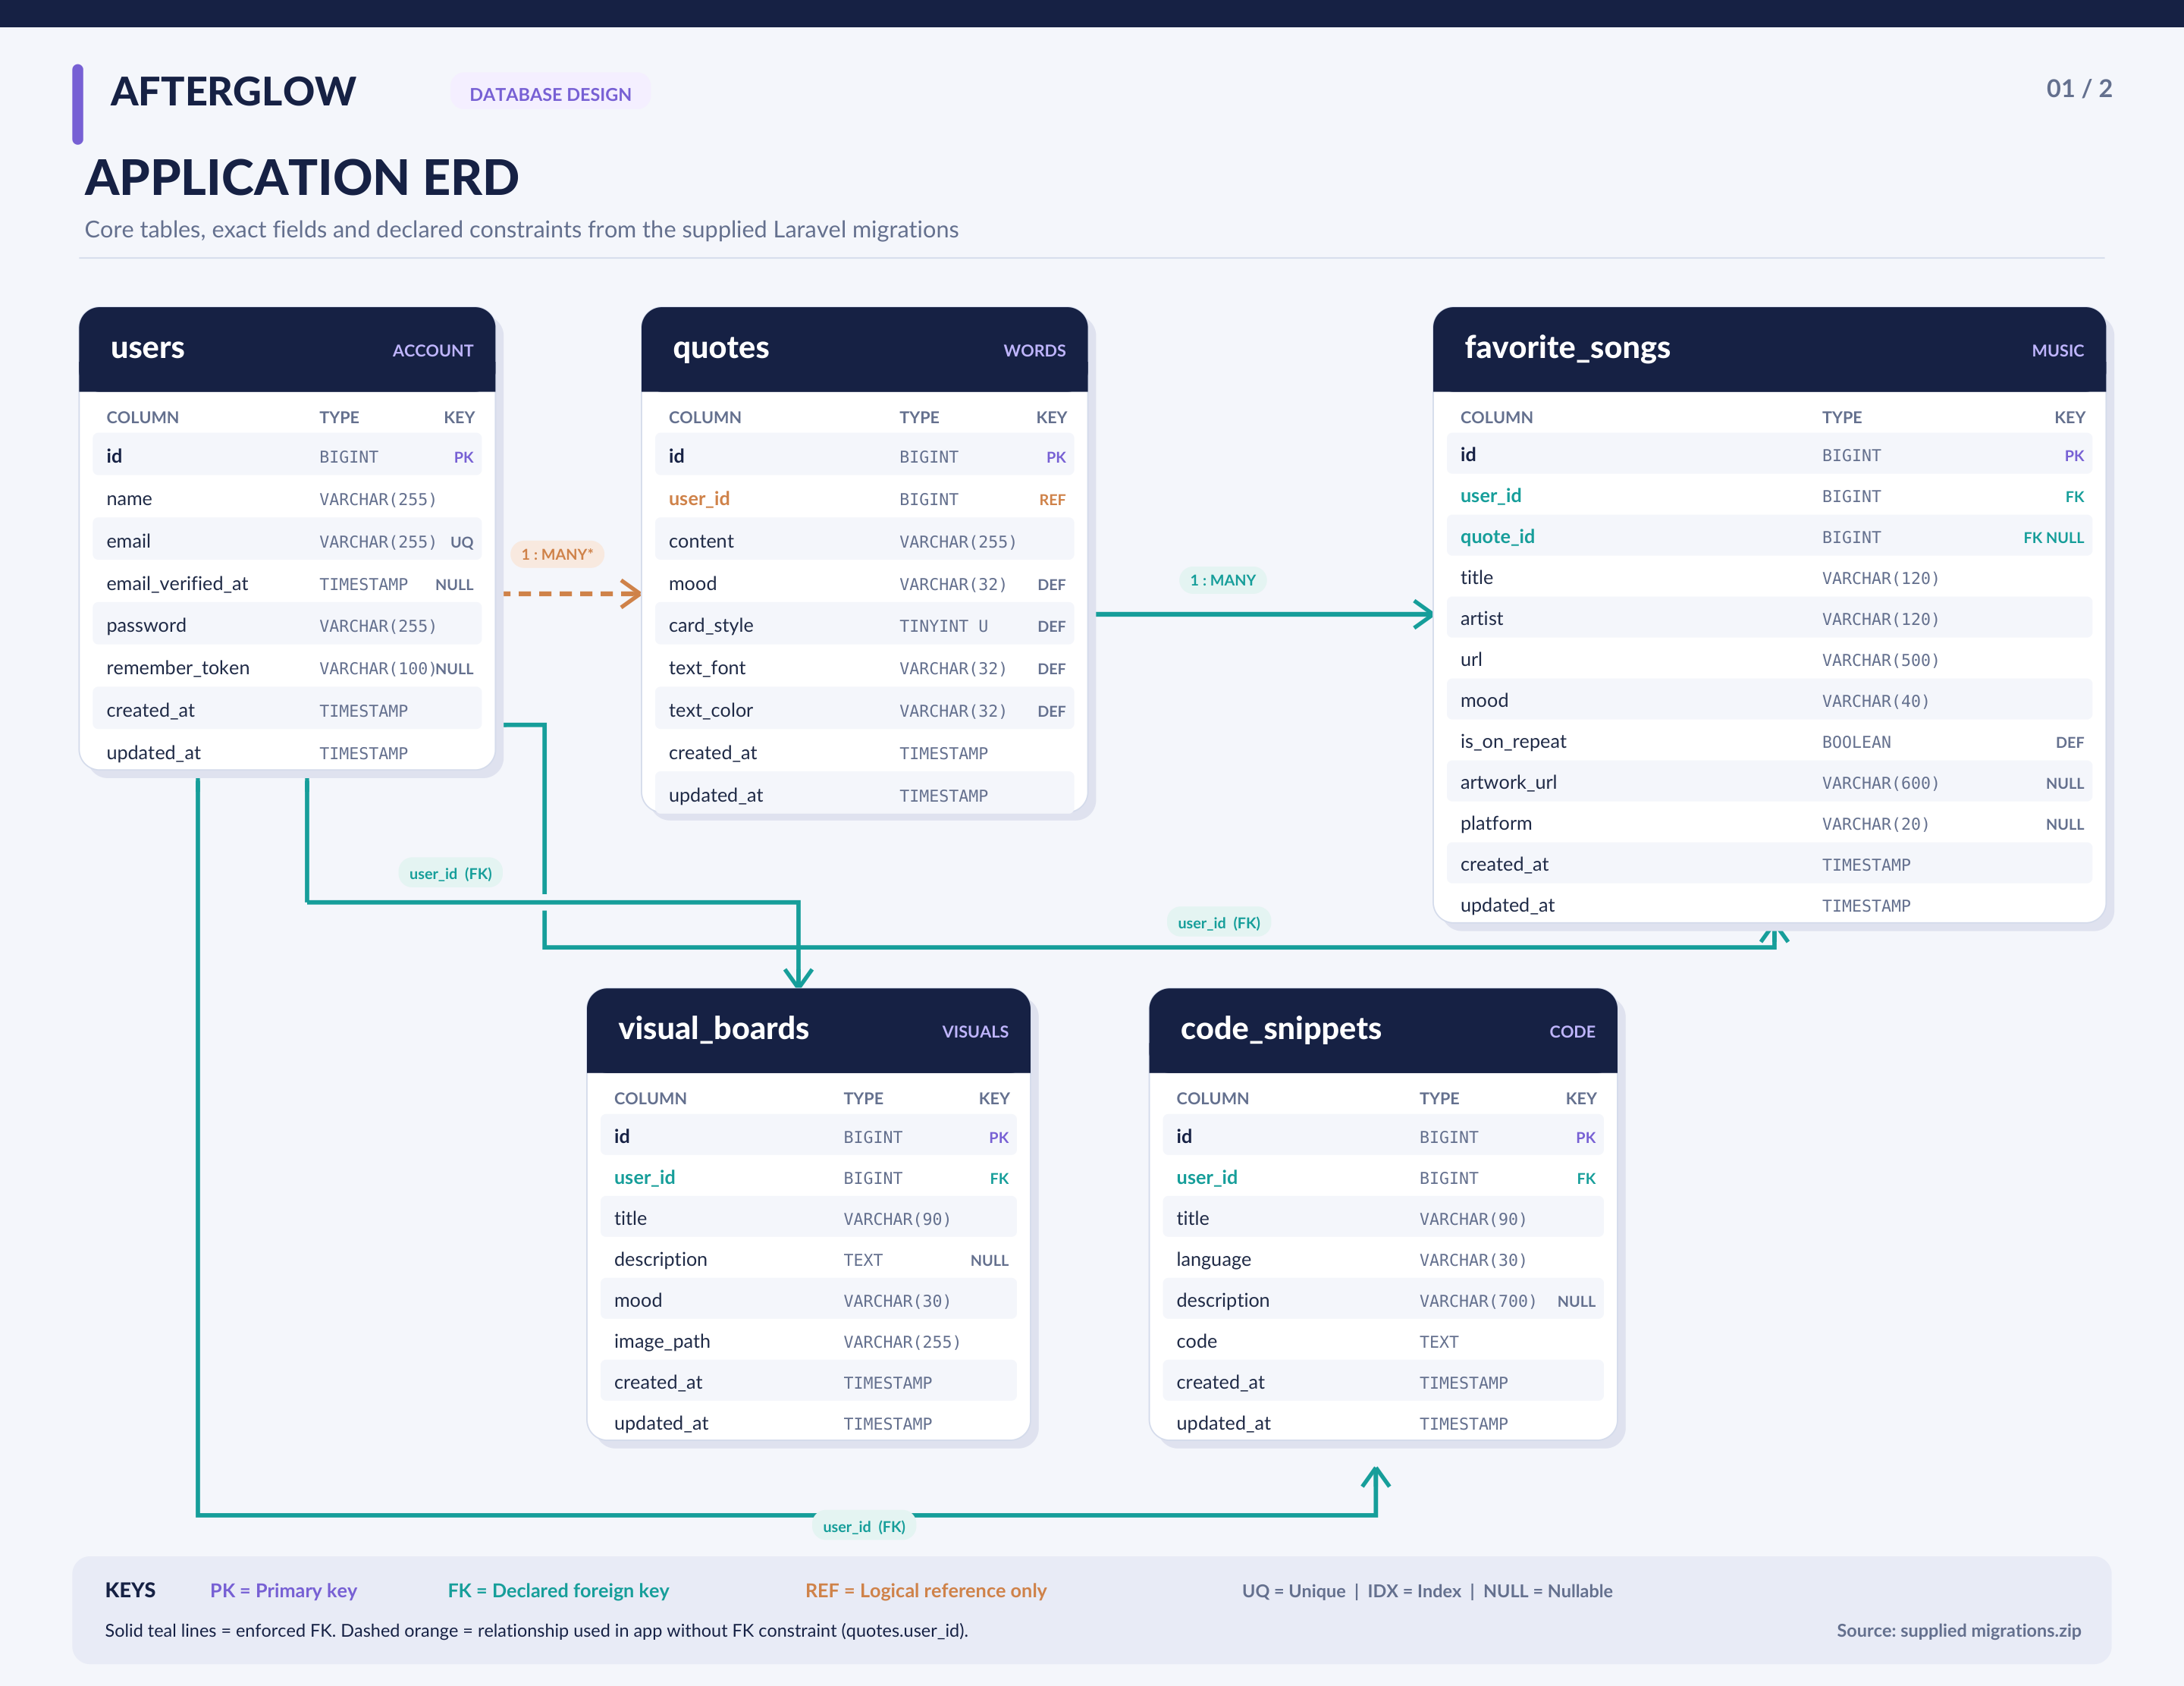 AFTERGLOW DATABASE DESIGN 01 / 2
APPLICATION ERD
Core tables, exact fields and declared constraints from the supplied Laravel migrations
users ACCOUNT
COLUMN TYPE KEY
id BIGINT PK
name VARCHAR(255)
email VARCHAR(255) UQ
email_verified_at TIMESTAMP NULL
password VARCHAR(255)
remember_token VARCHAR(100) NULL
created_at TIMESTAMP
updated_at TIMESTAMP
1 : MANY*
quotes WORDS
COLUMN TYPE KEY
id BIGINT PK
user_id BIGINT REF
content VARCHAR(255)
mood VARCHAR(32) DEF
card_style TINYINT U DEF
text_font VARCHAR(32) DEF
text_color VARCHAR(32) DEF
created_at TIMESTAMP
updated_at TIMESTAMP
1 : MANY
favorite_songs MUSIC
COLUMN TYPE KEY
id BIGINT PK
user_id BIGINT FK
quote_id BIGINT FK NULL
title VARCHAR(120)
artist VARCHAR(120)
url VARCHAR(500)
mood VARCHAR(40)
is_on_repeat BOOLEAN DEF
artwork_url VARCHAR(600) NULL
platform VARCHAR(20) NULL
created_at TIMESTAMP
updated_at TIMESTAMP
user_id (FK)
user_id (FK)
visual_boards VISUALS
COLUMN TYPE KEY
id BIGINT PK
user_id BIGINT FK
title VARCHAR(90)
description TEXT NULL
mood VARCHAR(30)
image_path VARCHAR(255)
created_at TIMESTAMP
updated_at TIMESTAMP
code_snippets CODE
COLUMN TYPE KEY
id BIGINT PK
user_id BIGINT FK
title VARCHAR(90)
language VARCHAR(30)
description VARCHAR(700) NULL
code TEXT
created_at TIMESTAMP
updated_at TIMESTAMP
user_id (FK)
KEYS PK = Primary key FK = Declared foreign key REF = Logical reference only UQ = Unique | IDX = Index | NULL = Nullable
Solid teal lines = enforced FK. Dashed orange = relationship used in app without FK constraint (quotes.user_id). Source: supplied migrations.zip